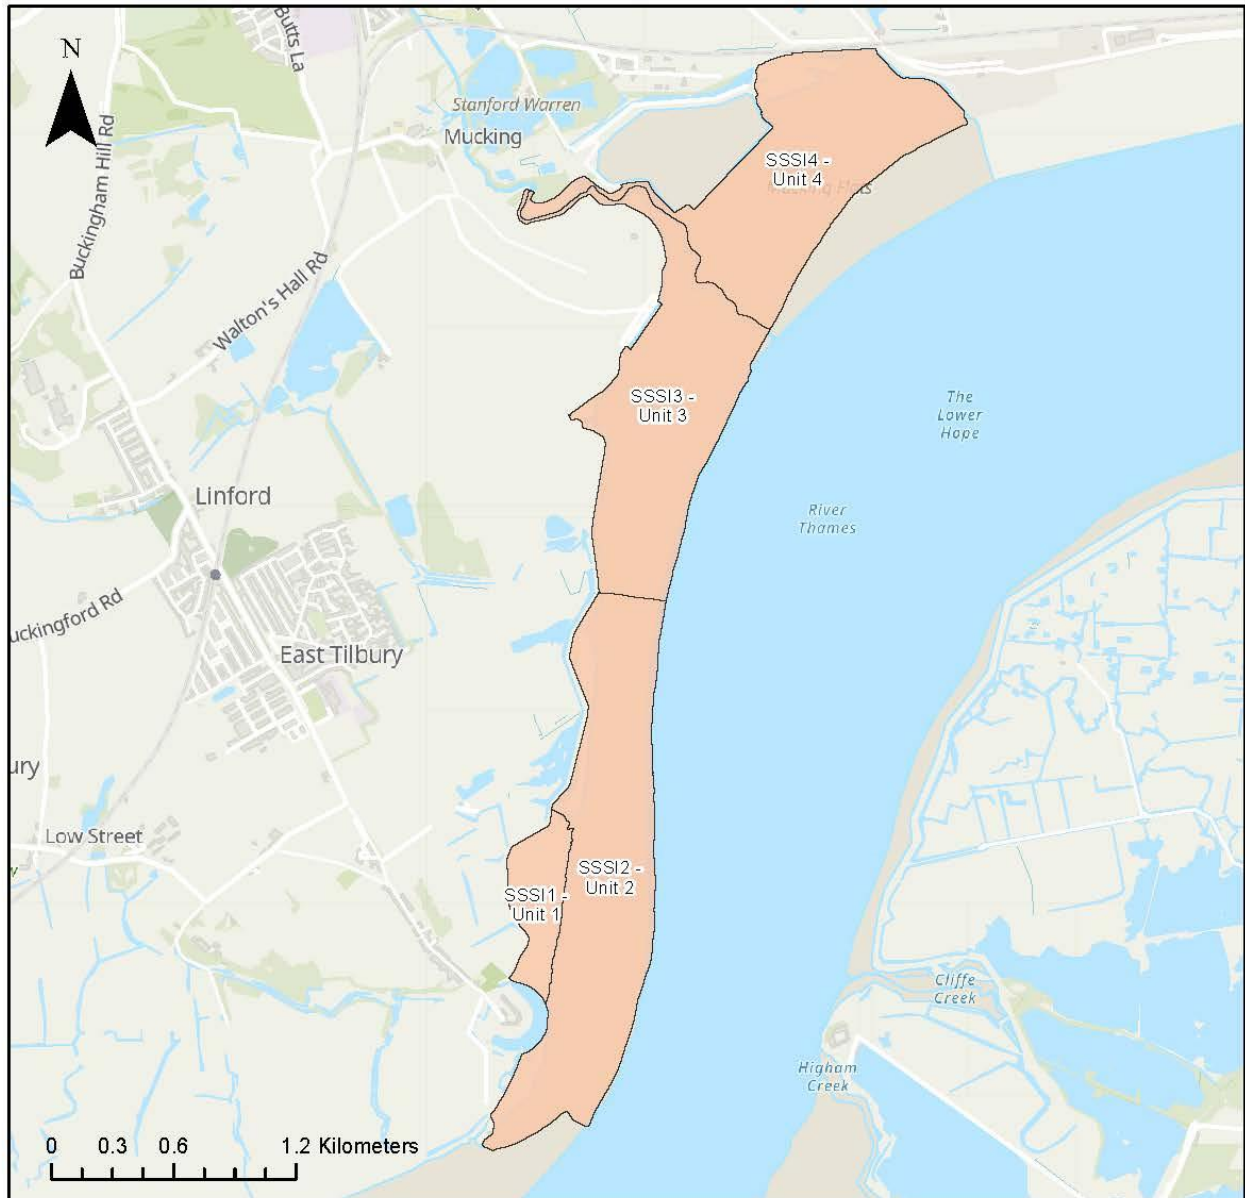 Butts La
N
Stanford Warren
Mucking
Buckingham Hill Rd
SSSI4 -
Unit 4
Mucking Flats
Walton's Hall Rd
SSSI3 -
Unit 3
The
Lower
Hope
Linford
River
Thames
uckingford Rd
East Tilbury
ury
Low Street
y
SSSI2 -
Unit 2
SSSI1 -
Unit 1
Cliffe
Creek
Higham
Creek
0 0.3 0.6 1.2 Kilometers